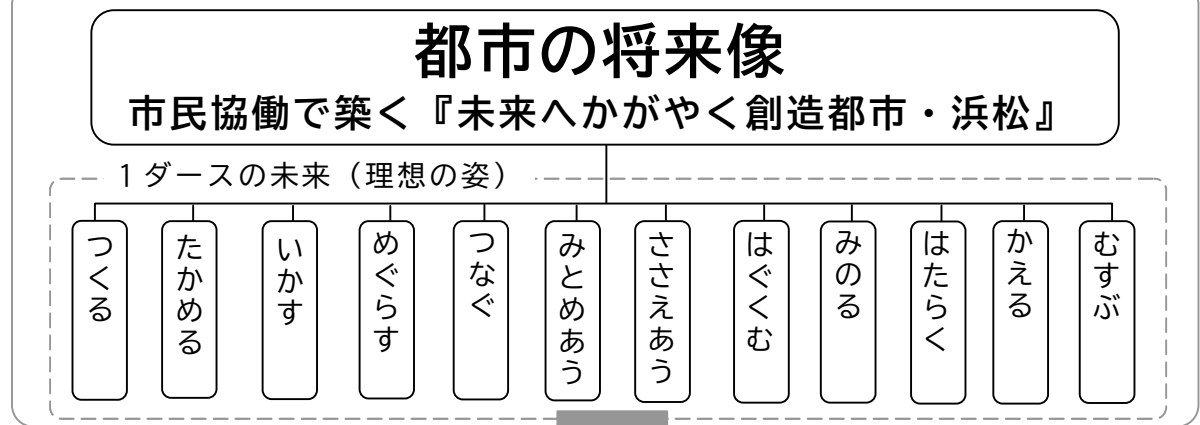 都市の将来像
市民協働で築く『未来へかがやく創造都市・浜松』
1ダースの未来（理想の姿）
つくる
たかめる
いかす
めぐらす
つなぐ
みとめあう
ささえあう
はぐくむ
みのる
はたらく
かえる
むすぶ